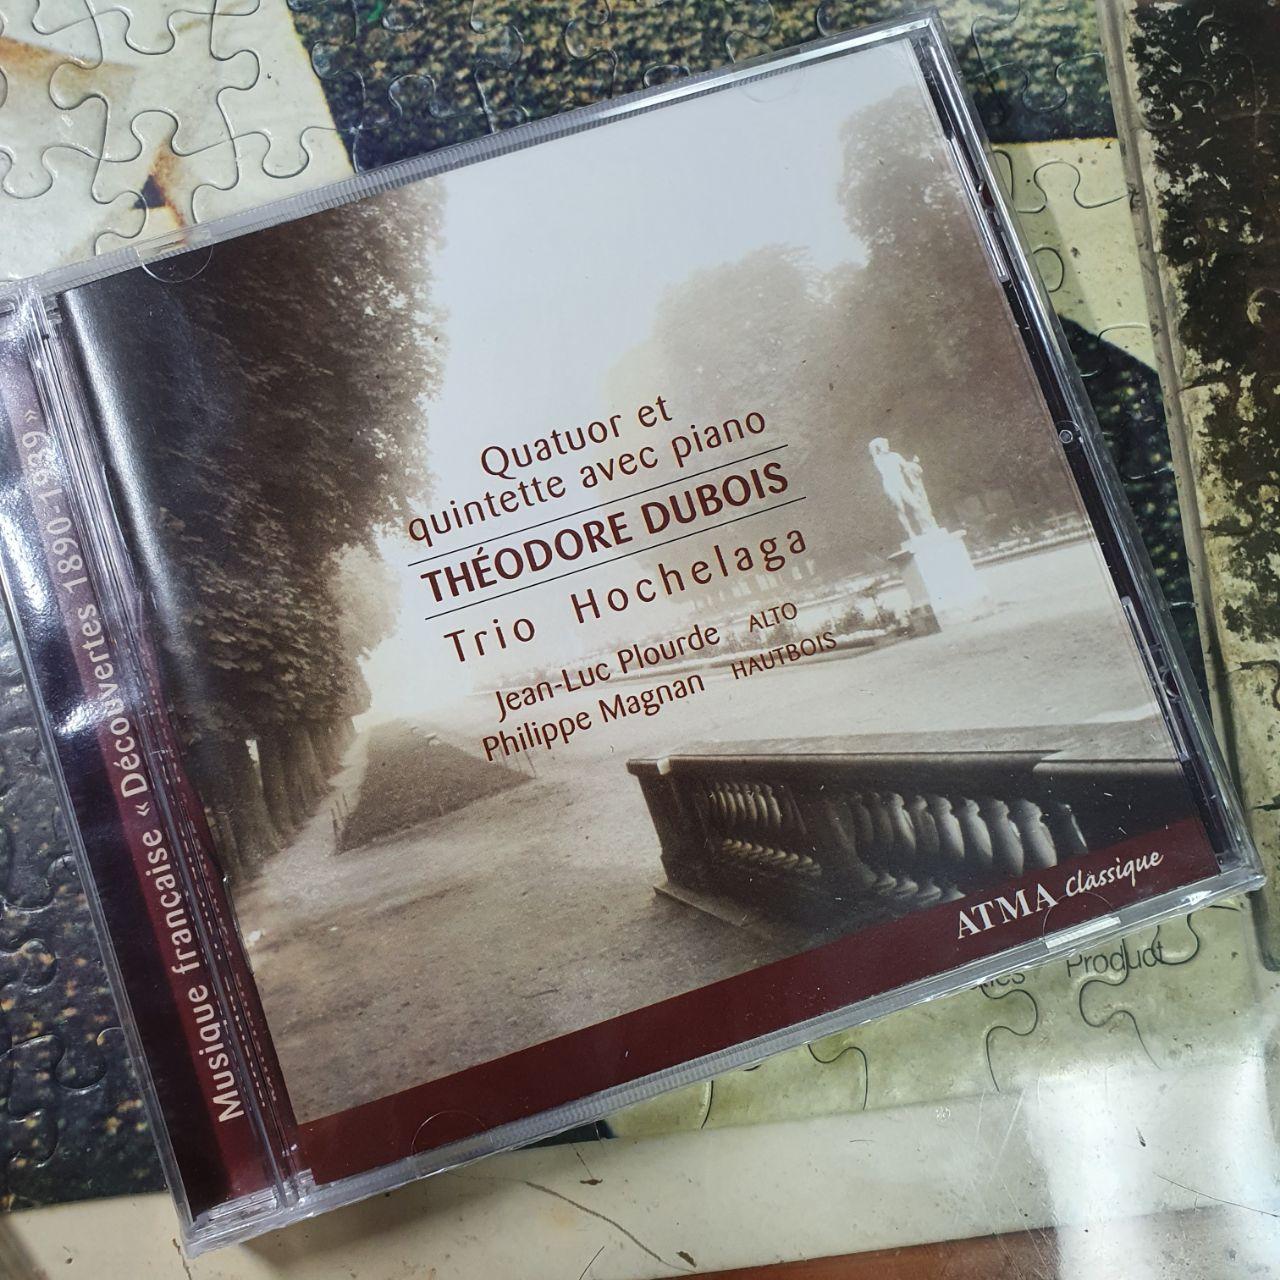 Quatuor et
quintette avec piano
THÉODORE DUBOIS
Trio Hochelaga
Jean-Luc Plourde ALTO
Philippe Magnan HAUTBOIS
ATMA Classique
Musique française « Découvertes 1890-1939 »
Product